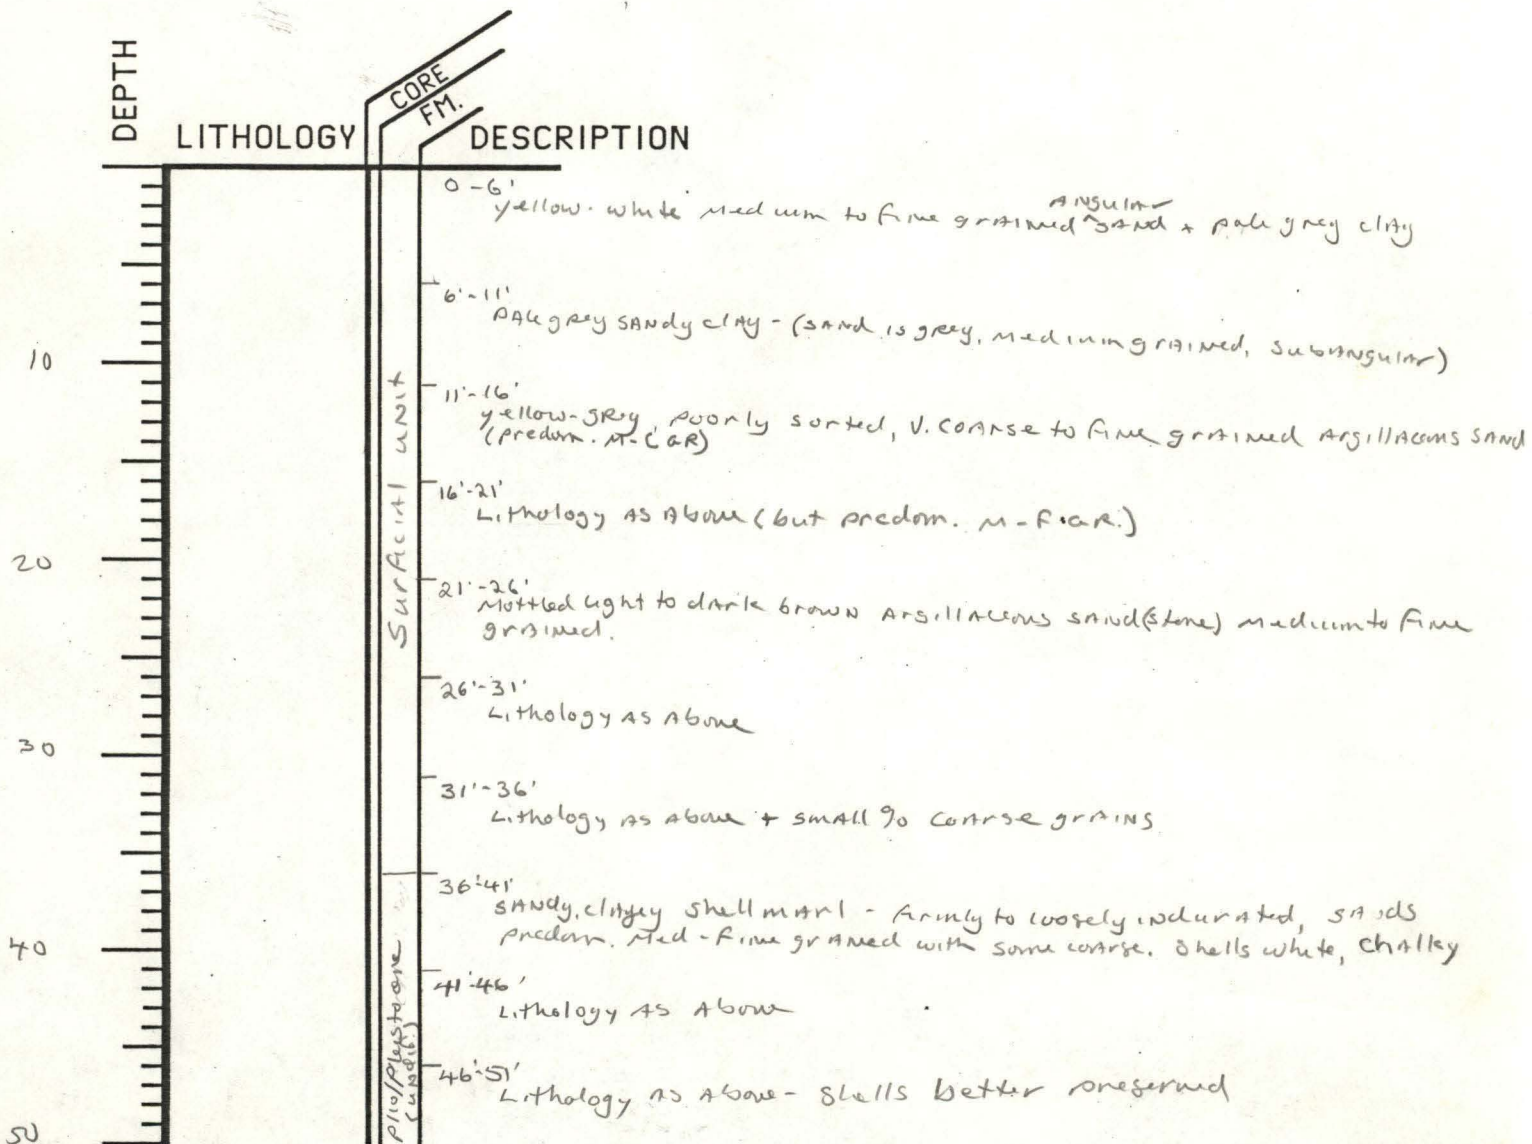 DEPTH
LITHOLOGY
CORE
FM.
DESCRIPTION
0-6'
Yellow-white medium to fine grained ^angular sand + pale grey clay
6'-11'
Pale grey sandy clay - (sand is grey, medium grained, subangular)
10
11'-16'
yellow-grey, poorly sorted, v. coarse to fine grained argillaceous sand
(predom. M-C GR)
16'-21'
Lithology as above (but predom. M-F.GR.)
20
21'-26'
Mottled light to dark brown argillaceous sand(stone) medium to fine
grained.
Surficial unit
26'-31'
Lithology as above
30
31'-36'
Lithology as above + small % coarse grains
36'-41'
Sandy, clayey shell marl - firmly to loosely indurated, sands
predom. med-fine grained with some coarse. Shells white, chalky
40
41'-46'
Lithology as above
Plio/Pleistocene
(undif.)
46'-51'
Lithology as above - shells better preserved
50